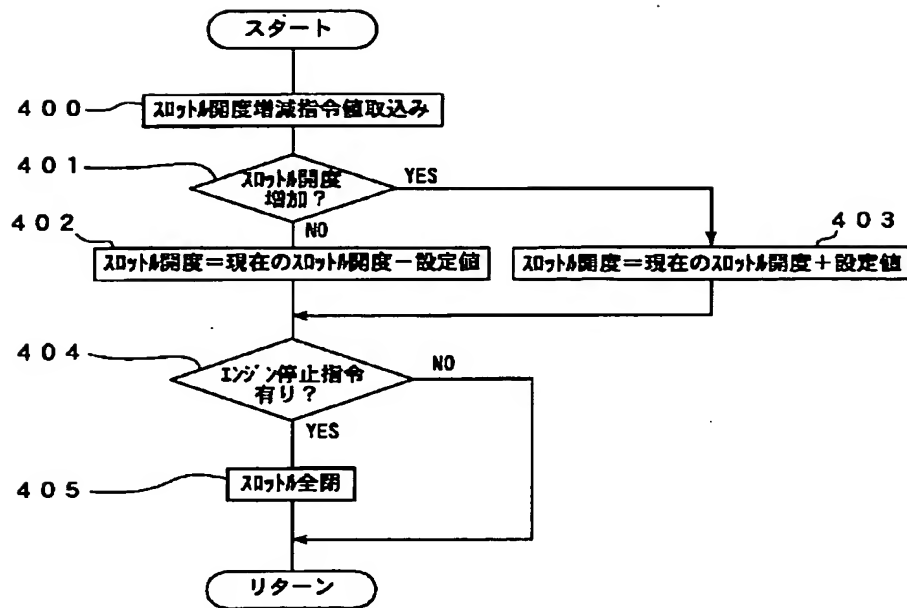 スタート
400
ｽﾛｯﾄﾙ開度増減指令値取込み
401
ｽﾛｯﾄﾙ開度
増加？
YES
NO
402
ｽﾛｯﾄﾙ開度＝現在のｽﾛｯﾄﾙ開度－設定値
403
ｽﾛｯﾄﾙ開度＝現在のｽﾛｯﾄﾙ開度＋設定値
404
ｴﾝｼﾞﾝ停止指令
有り？
NO
YES
405
ｽﾛｯﾄﾙ全閉
リターン